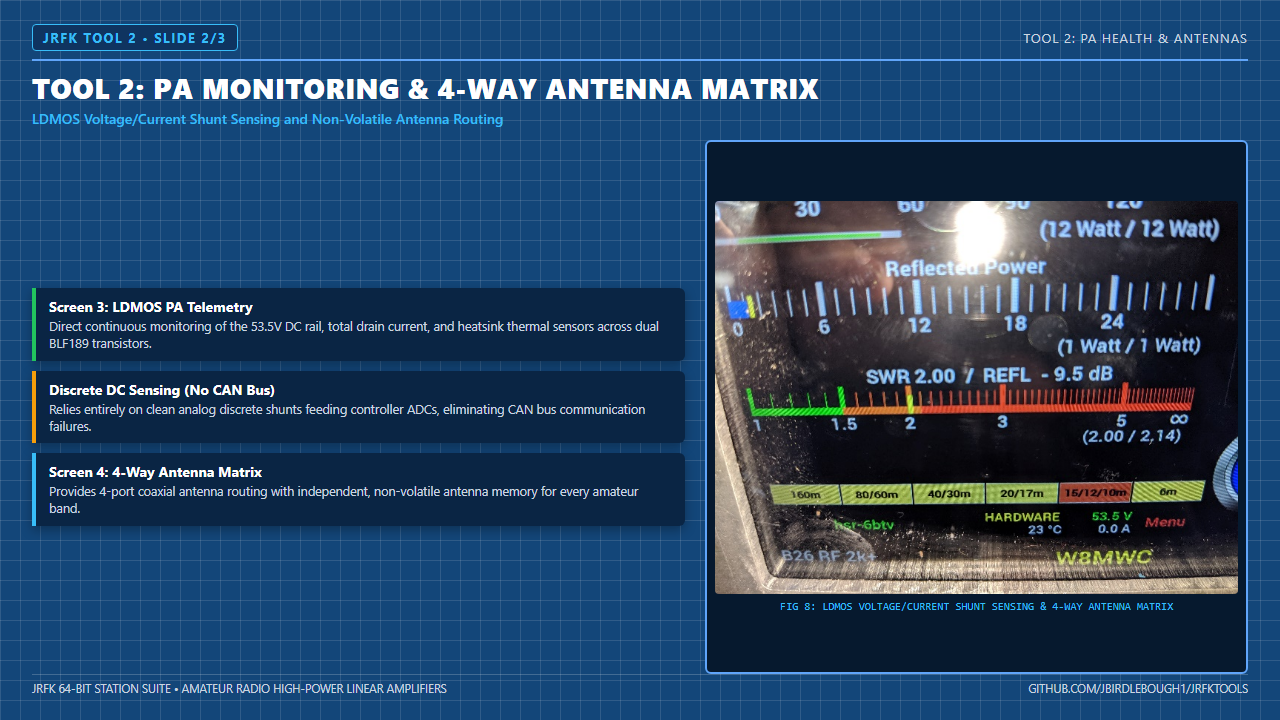 JRFK TOOL 2 • SLIDE 2/3
TOOL 2: PA HEALTH & ANTENNAS
TOOL 2: PA MONITORING & 4-WAY ANTENNA MATRIX
LDMOS Voltage/Current Shunt Sensing and Non-Volatile Antenna Routing
Screen 3: LDMOS PA Telemetry
Direct continuous monitoring of the 53.5V DC rail, total drain current, and heatsink thermal sensors across dual
BLF189 transistors.
Discrete DC Sensing (No CAN Bus)
Relies entirely on clean analog discrete shunts feeding controller ADCs, eliminating CAN bus communication
failures.
Screen 4: 4-Way Antenna Matrix
Provides 4-port coaxial antenna routing with independent, non-volatile antenna memory for every amateur
band.
30 60 90 120
(12 Watt / 12 Watt)
Reflected Power
0 6 12 18 24
(1 Watt / 1 Watt)
SWR 2.00 / REFL - 9.5 dB
1 1.5 2 3 5 ∞
(2.00 / 2,14)
160m 80/60m 40/30m 20/17m 15/12/10m 6m
hsr-6btv HARDWARE 53.5 V Menu
23 °C 0.0 A
B26 RF 2k+ W8MWC
FIG 8: LDMOS VOLTAGE/CURRENT SHUNT SENSING & 4-WAY ANTENNA MATRIX
JRFK 64-BIT STATION SUITE • AMATEUR RADIO HIGH-POWER LINEAR AMPLIFIERS
GITHUB.COM/JBIRDLEBOUGH1/JRFKTOOLS